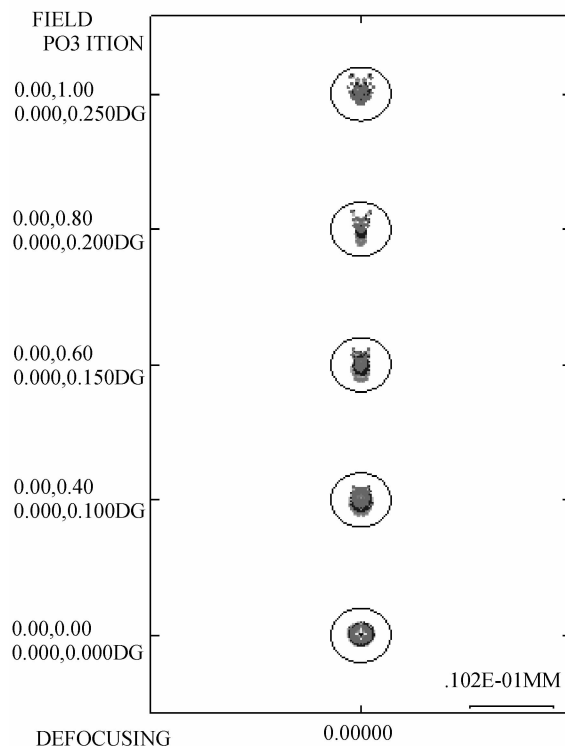 FIELD
PO3 ITION
0.00,1.00
0.000,0.250DG
0.00,0.80
0.000,0.200DG
0.00,0.60
0.000,0.150DG
0.00,0.40
0.000,0.100DG
0.00,0.00
0.000,0.000DG
.102E-01MM
DEFOCUSING 0.00000